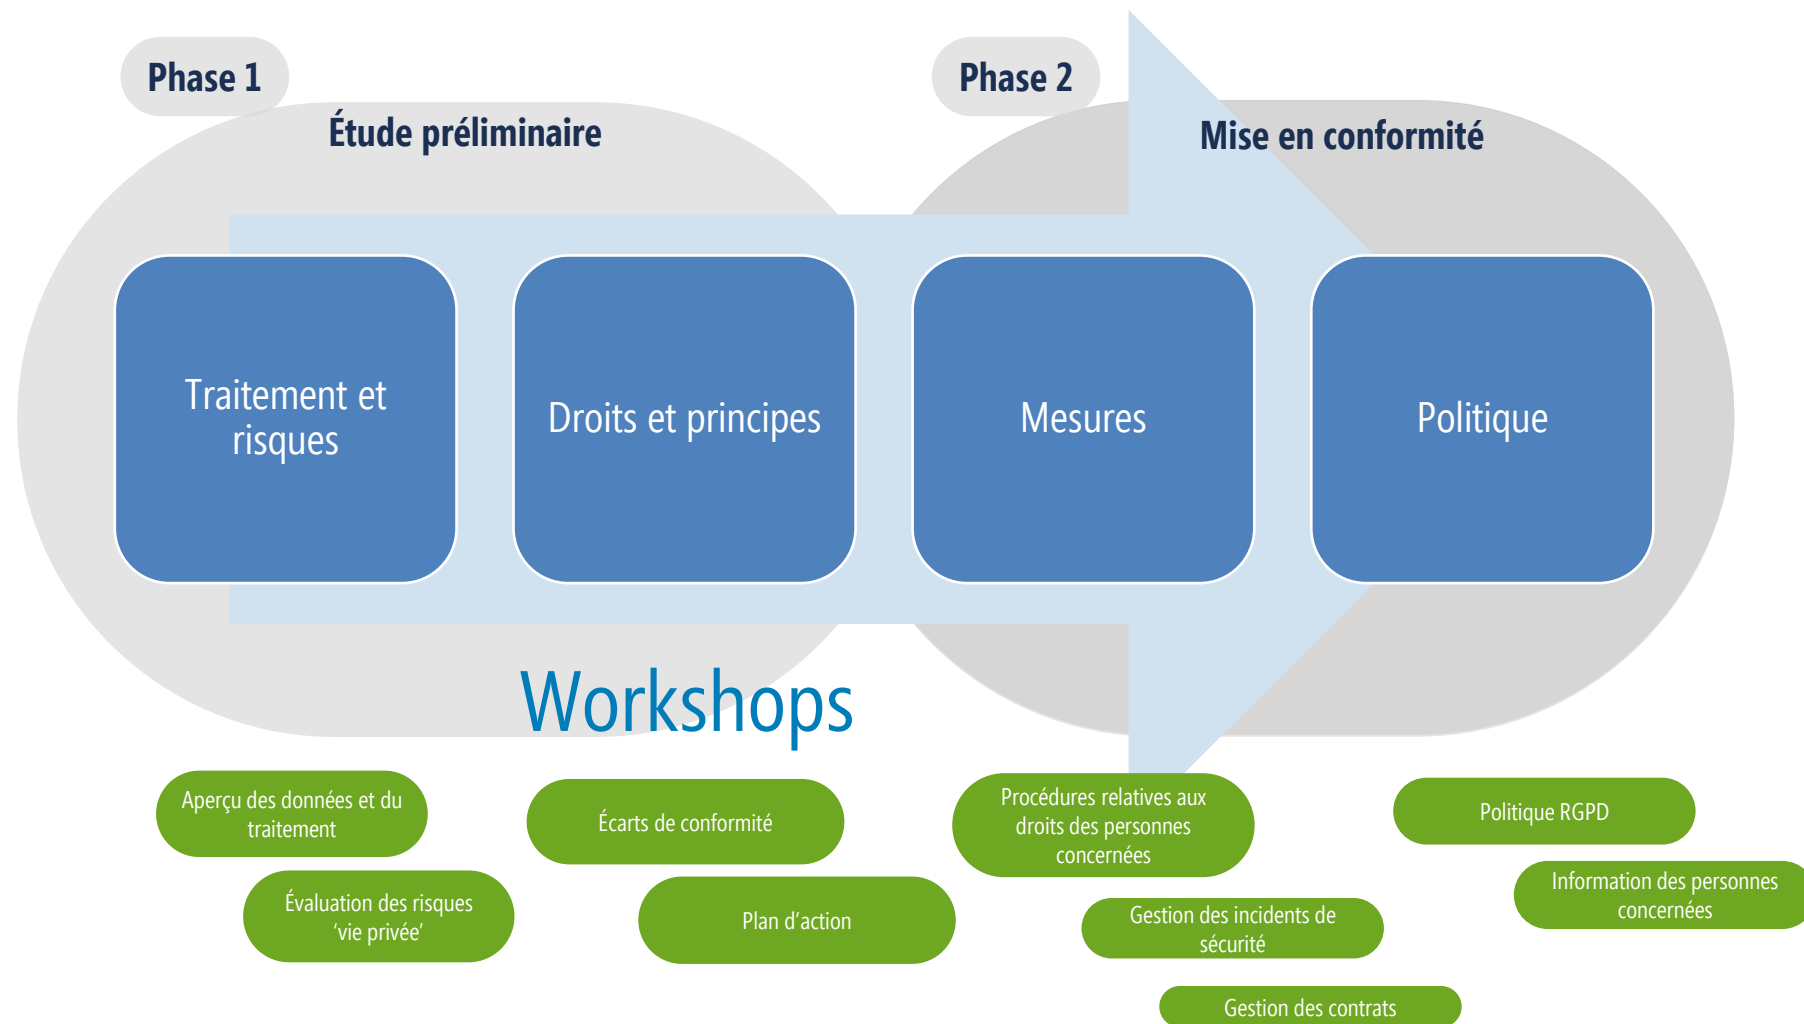 Phase 1
Étude préliminaire
Phase 2
Mise en conformité
Traitement et
risques
Droits et principes
Mesures
Politique
Workshops
Aperçu des données et du
traitement
Évaluation des risques
‘vie privée’
Écarts de conformité
Plan d’action
Procédures relatives aux
droits des personnes
concernées
Gestion des incidents de
sécurité
Gestion des contrats
Politique RGPD
Information des personnes
concernées